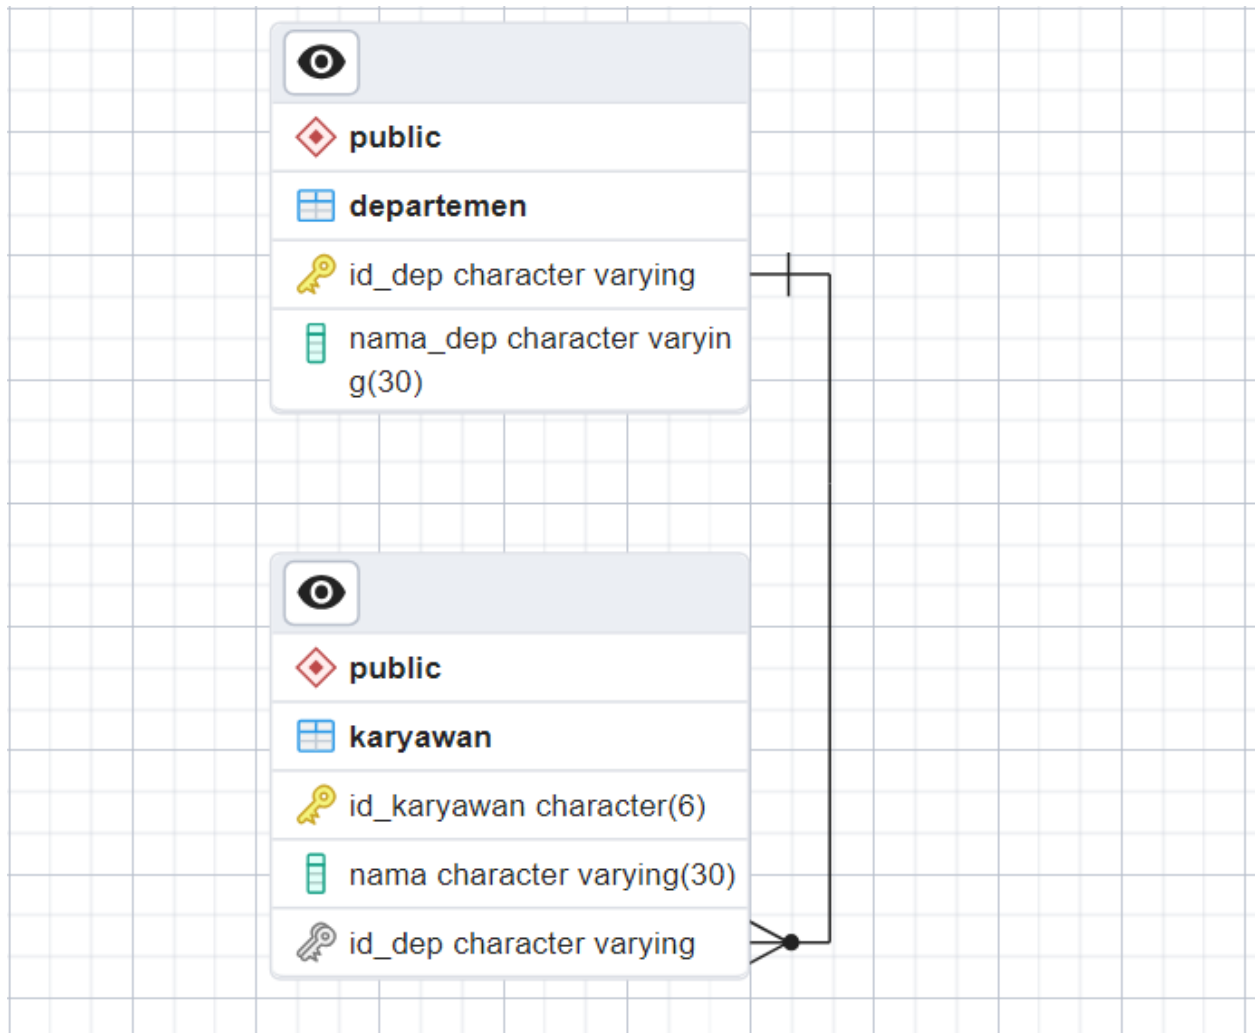 public
departemen
id_dep character varying
nama_dep character varyin
g(30)
public
karyawan
id_karyawan character(6)
nama character varying(30)
id_dep character varying